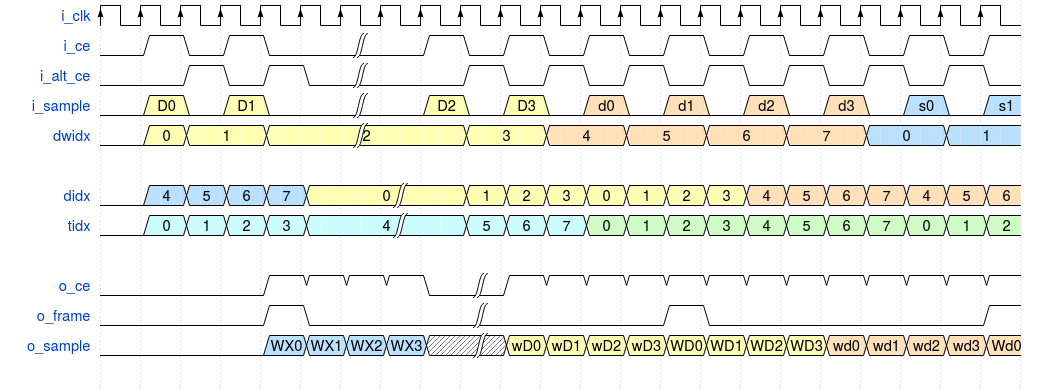 i_clk
i_ce
i_alt_ce
i_sample D0 D1 D2 D3 d0 d1 d2 d3 s0 s1
dwidx 0 1 2 3 4 5 6 7 0 1
didx 4 5 6 7 0 1 2 3 0 1 2 3 4 5 6 7 4 5 6
tidx 0 1 2 3 4 5 6 7 0 1 2 3 4 5 6 7 0 1 2
o_ce
o_frame
o_sample WX0 WX1 WX2 WX3 wD0 wD1 wD2 wD3 WD0 WD1 WD2 WD3 wd0 wd1 wd2 wd3 Wd0